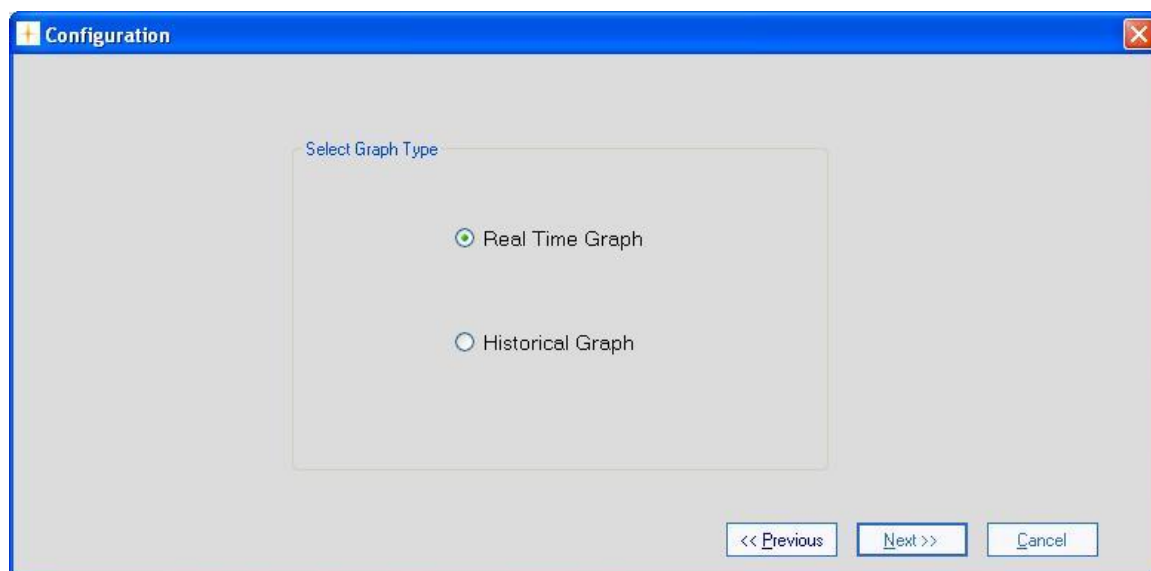 Configuration
Select Graph Type
Real Time Graph
Historical Graph
<< Previous Next >> Cancel